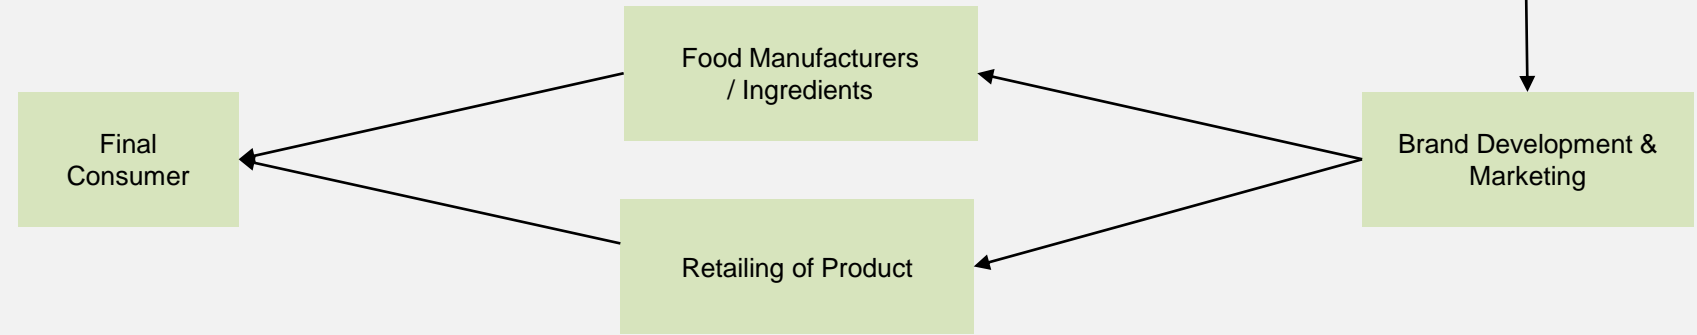 Food Manufacturers
/ Ingredients
Final
Consumer
Brand Development &
Marketing
Retailing of Product